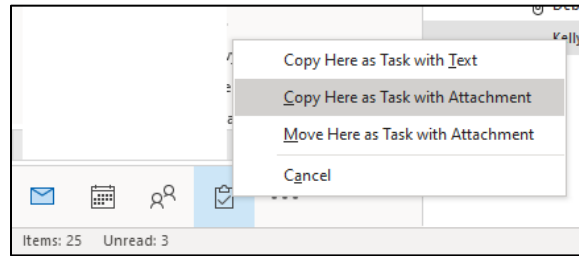 Kelly
Copy Here as Task with Text
Copy Here as Task with Attachment
Move Here as Task with Attachment
Cancel
Items: 25 Unread: 3